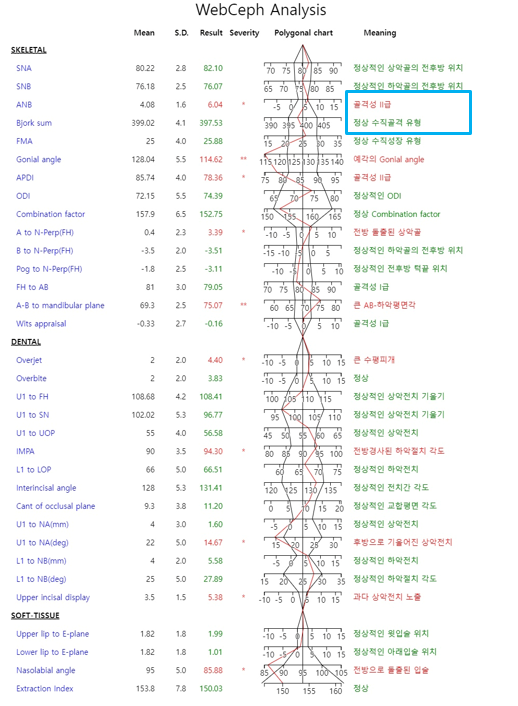 WebCeph Analysis
Mean S.D. Result Severity Polygonal chart Meaning
SKELETAL
SNA 80.22 2.8 82.10 70 75 80 85 90 정상적인 상악골의 전후방 위치
SNB 76.18 2.5 76.07 65 70 75 80 85 정상적인 하악골의 전후방 위치
ANB 4.08 1.6 6.04 * -5 0 5 10 15 골격성 II급
Bjork sum 399.02 4.1 397.53 390 395 400 405 정상 수직골격 유형
FMA 25 4.0 25.88 15 20 25 30 35 정상 수직성장 유형
Gonial angle 128.04 5.5 114.62 ** 115 120 125 130 135 140 예각의 Gonial angle
APDI 85.74 4.0 78.36 * 75 80 85 90 95 골격성 II급
ODI 72.15 5.5 74.39 65 70 75 80 정상적인 ODI
Combination factor 157.9 6.5 152.75 150 155 160 165 정상 Combination factor
A to N-Perp(FH) 0.4 2.3 3.39 * -10 -5 0 5 10 전방 돌출된 상악골
B to N-Perp(FH) -3.5 2.0 -3.51 -15 -10 -5 0 5 정상적인 하악골의 전후방 위치
Pog to N-Perp(FH) -1.8 2.5 -3.11 -10 -5 0 5 정상적인 전후방 턱끝 위치
FH to AB 81 3.0 79.05 70 75 80 85 90 골격성 I급
A-B to mandibular plane 69.3 2.5 75.07 ** 60 65 70 75 80 큰 AB-하악평면각
Wits appraisal -0.33 2.7 -0.16 -10 -5 0 5 10 골격성 I급
DENTAL
Overjet 2 2.0 4.40 * -10 -5 0 5 10 15 큰 수평피개
Overbite 2 2.0 3.83 -10 -5 0 5 10 15 정상
U1 to FH 108.68 4.2 108.41 100 105 110 115 정상적인 상악전치 기울기
U1 to SN 102.02 5.3 96.77 95 100 105 110 정상적인 상악전치 기울기
U1 to UOP 55 4.0 56.58 45 50 55 60 65 정상적인 상악전치
IMPA 90 3.5 94.30 * 80 85 90 95 100 전방경사된 하악절치 각도
L1 to LOP 66 5.0 66.51 60 65 70 75 정상적인 하악전치
Interincisal angle 128 5.3 131.41 120 125 130 135 정상적인 전치간 각도
Cant of occlusal plane 9.3 3.8 11.20 0 5 10 15 20 정상적인 교합평면 각도
U1 to NA(mm) 4 3.0 1.60 -5 0 5 10 15 정상적인 상악전치
U1 to NA(deg) 22 5.0 14.67 * 15 20 25 30 후방으로 기울어진 상악전치
L1 to NB(mm) 4 2.0 5.58 -5 0 5 10 15 정상적인 하악전치
L1 to NB(deg) 25 5.0 27.89 15 20 25 30 35 정상적인 하악절치 각도
Upper incisal display 3.5 1.5 5.38 * -10 -5 0 5 10 15 과다 상악전치 노출
SOFT-TISSUE
Upper lip to E-plane 1.82 1.8 1.99 -10 -5 0 5 10 15 정상적인 윗입술 위치
Lower lip to E-plane 1.82 1.8 1.01 -10 -5 0 5 10 15 정상적인 아래입술 위치
Nasolabial angle 95 5.0 85.88 * 85 90 95 100 105 전방으로 돌출된 입술
Extraction Index 153.8 7.8 150.03 150 155 162 정상